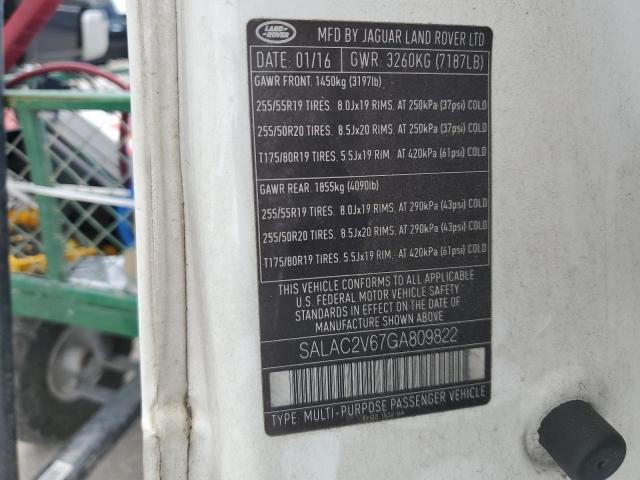 LAND ROVER
MFD BY JAGUAR LAND ROVER LTD
DATE: 01/16 GWR: 3260KG (7187LB)
GAWR FRONT: 1450kg (3197lb)
255/55R19 TIRES. 8.0Jx19 RIMS. AT 250kPa (37psi) COLD
255/50R20 TIRES. 8.5Jx20 RIMS. AT 250kPa (37psi) COLD
T175/80R19 TIRES. 5.5Jx19 RIM. AT 420kPa (61psi) COLD
GAWR REAR: 1855kg (4090lb)
255/55R19 TIRES. 8.0Jx19 RIMS. AT 290kPa (43psi) COLD
255/50R20 TIRES. 8.5Jx20 RIMS. AT 290kPa (43psi) COLD
T175/80R19 TIRES. 5.5Jx19 RIM. AT 420kPa (61psi) COLD
THIS VEHICLE CONFORMS TO ALL APPLICABLE
U.S. FEDERAL MOTOR VEHICLE SAFETY
STANDARDS IN EFFECT ON THE DATE OF
MANUFACTURE SHOWN ABOVE
SALAC2V67GA809822
TYPE: MULTI-PURPOSE PASSENGER VEHICLE